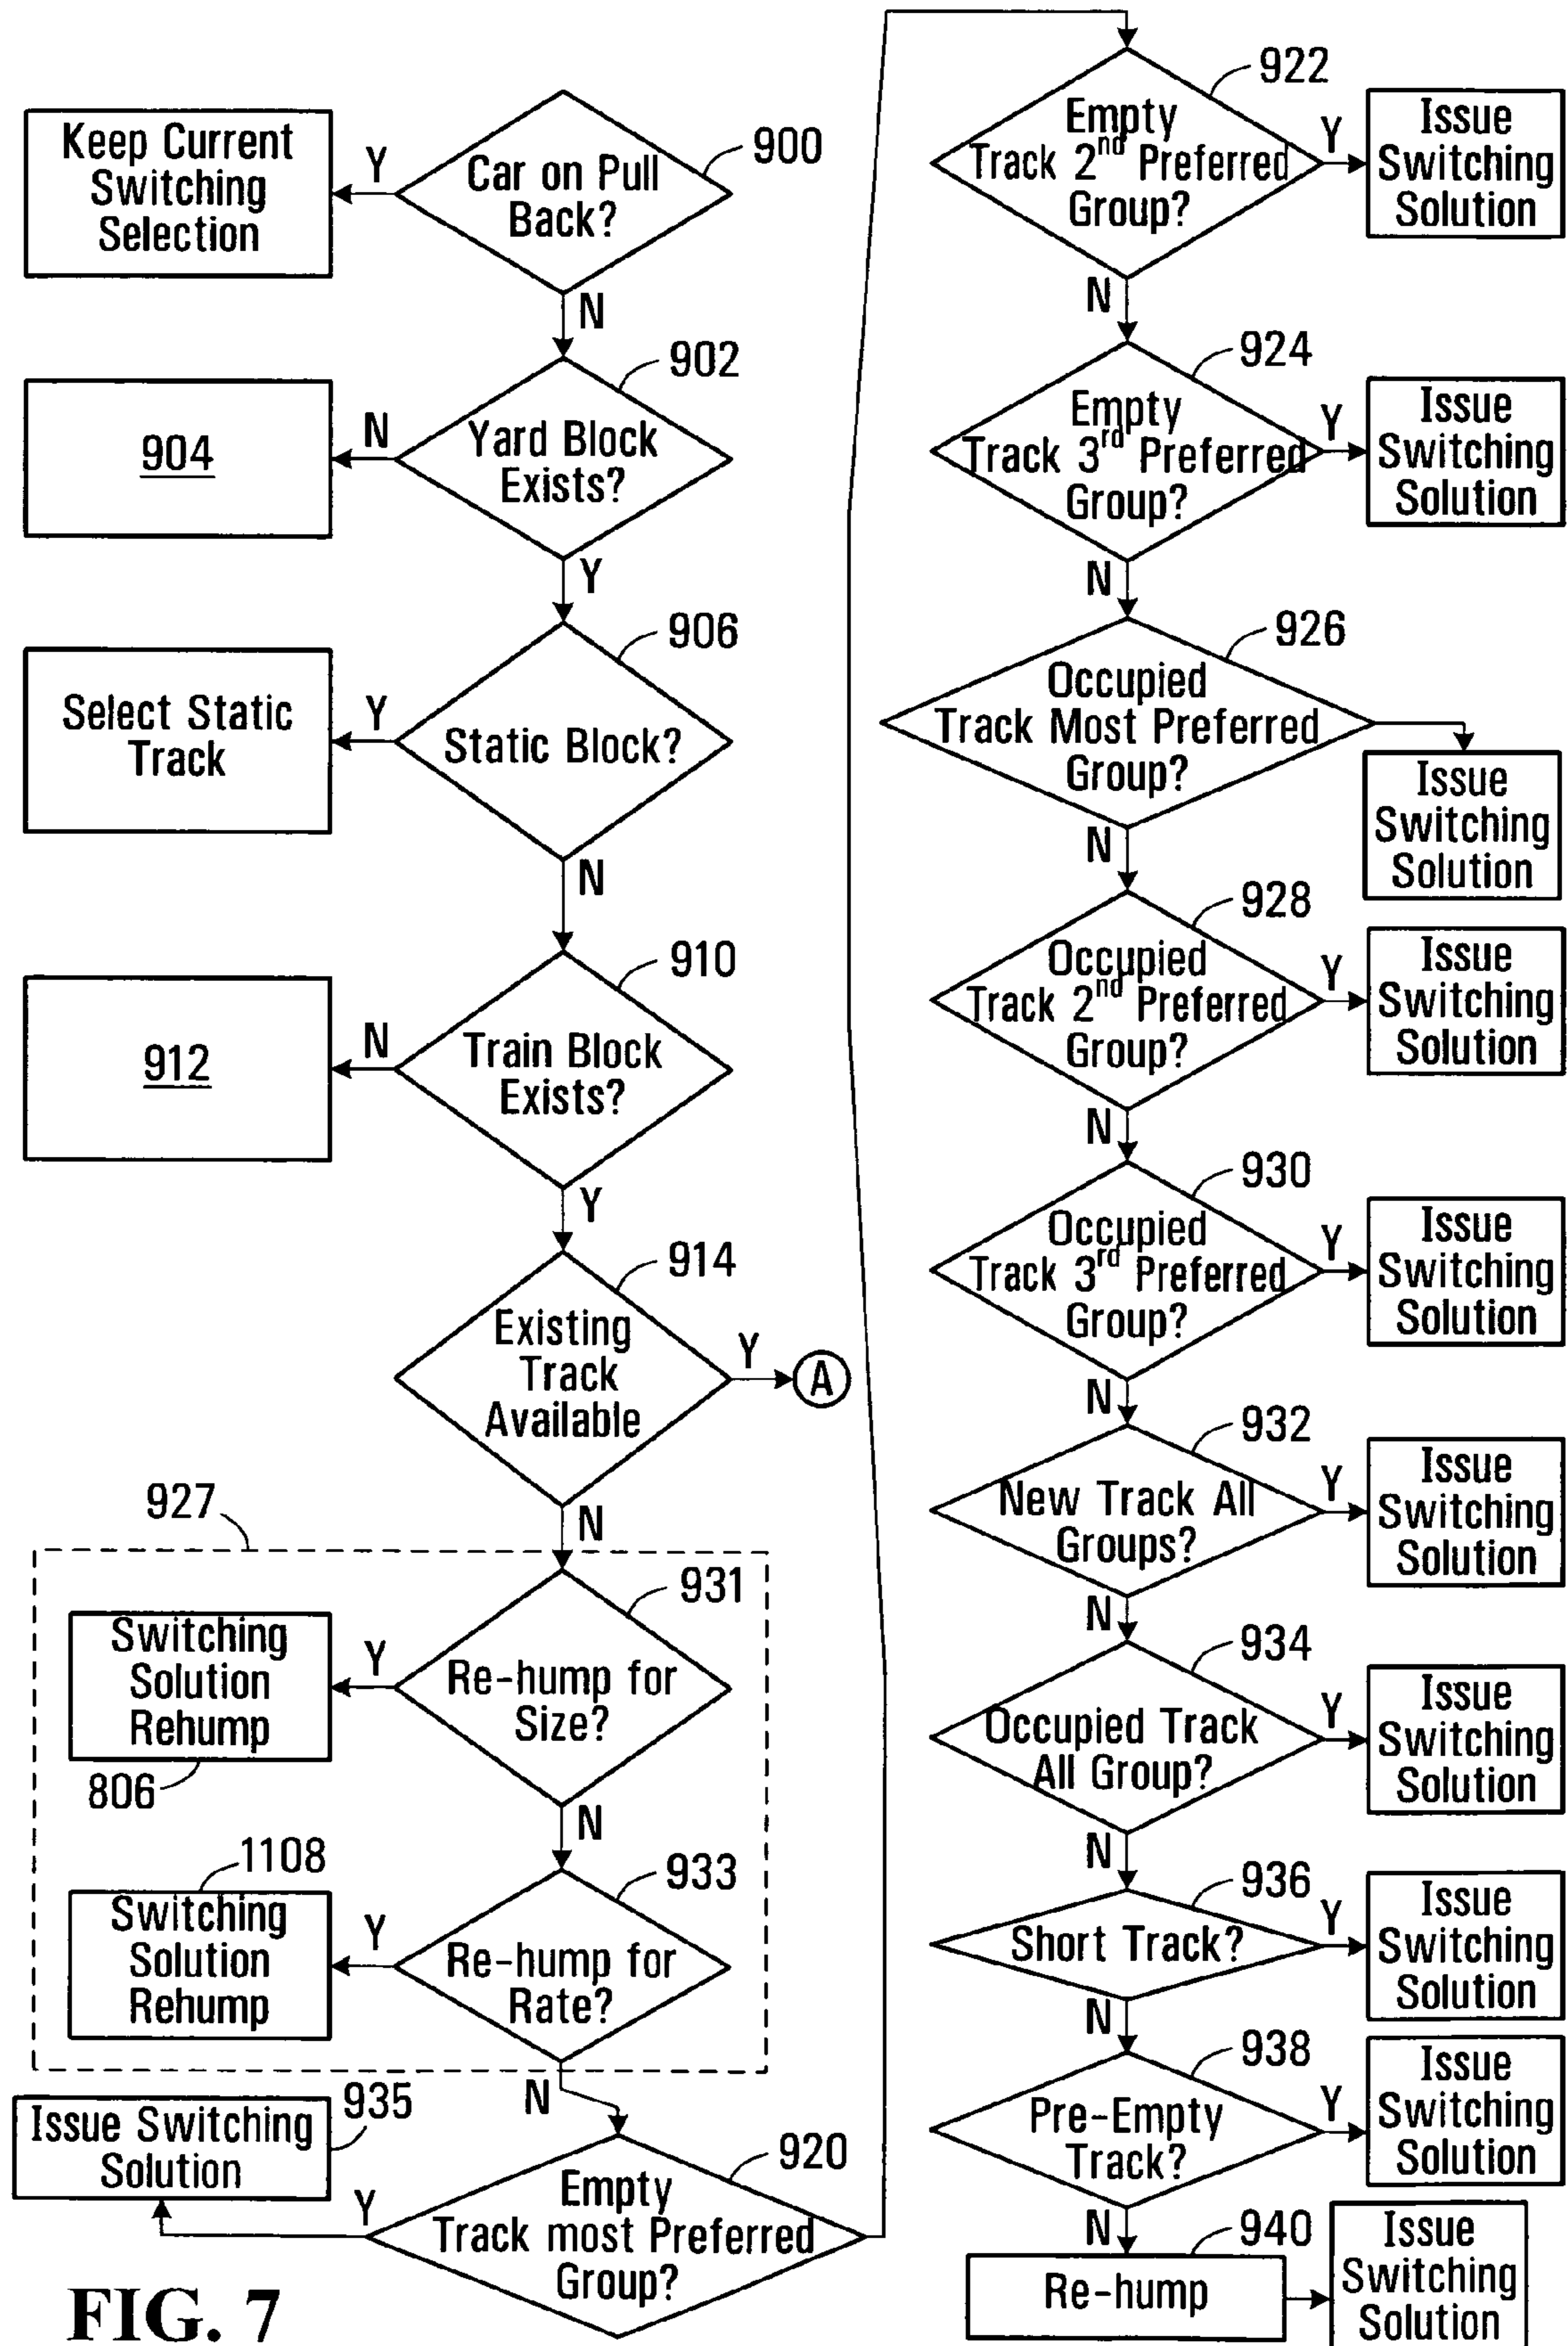 Keep Current
Switching
Selection
Y
Car on Pull
Back?
900
N
904
N
Yard Block
Exists?
902
Y
Select Static
Track
Y
Static Block?
906
N
912
N
Train Block
Exists?
910
Y
Existing
Track
Available
914
Y
A
N
927
Switching
Solution
Rehump
806
Y
Re-hump for
Size?
931
N
1108
Switching
Solution
Rehump
Y
Re-hump for
Rate?
933
N
Issue Switching
Solution
935
Y
Empty
Track most Preferred
Group?
920
FIG. 7
Empty
Track 2nd Preferred
Group?
922
Y
Issue
Switching
Solution
N
Empty
Track 3rd Preferred
Group?
924
Y
Issue
Switching
Solution
N
Occupied
Track Most Preferred
Group?
926
Issue
Switching
Solution
N
Occupied
Track 2nd Preferred
Group?
928
Y
Issue
Switching
Solution
N
Occupied
Track 3rd Preferred
Group?
930
Y
Issue
Switching
Solution
N
New Track All
Groups?
932
Y
Issue
Switching
Solution
N
Occupied Track
All Group?
934
Y
Issue
Switching
Solution
N
Short Track?
936
Y
Issue
Switching
Solution
N
Pre-Empty
Track?
938
Y
Issue
Switching
Solution
N
Re-hump
940
Issue
Switching
Solution